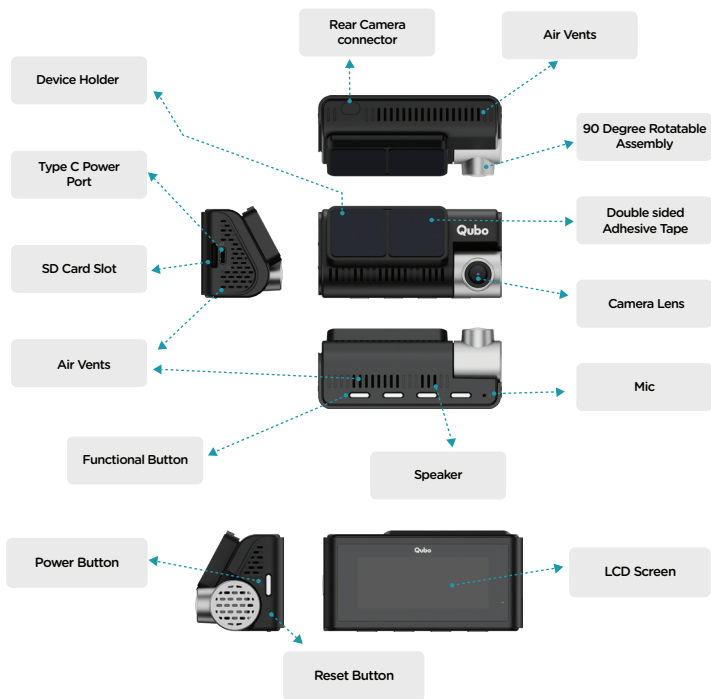 Rear Camera
connector
Air Vents
Device Holder
90 Degree Rotatable
Assembly
Type C Power
Port
Double sided
Adhesive Tape
Qubo
SD Card Slot
Camera Lens
Air Vents
Mic
Functional Button
Speaker
Qubo
Power Button
LCD Screen
Reset Button